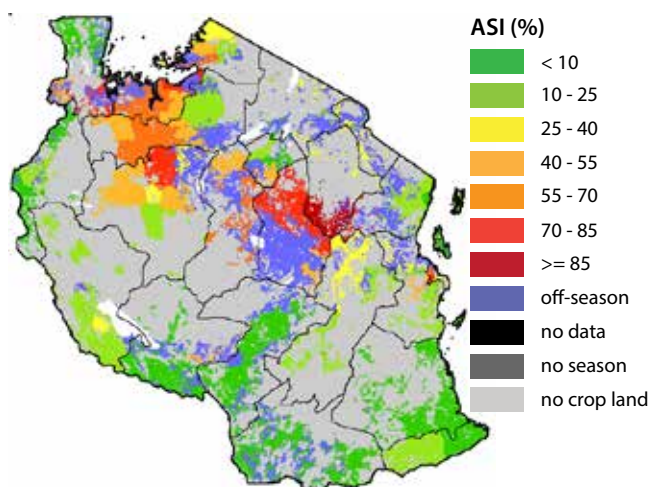 ASI (%)
< 10
10 - 25
25 - 40
40 - 55
55 - 70
70 - 85
>= 85
off-season
no data
no season
no crop land